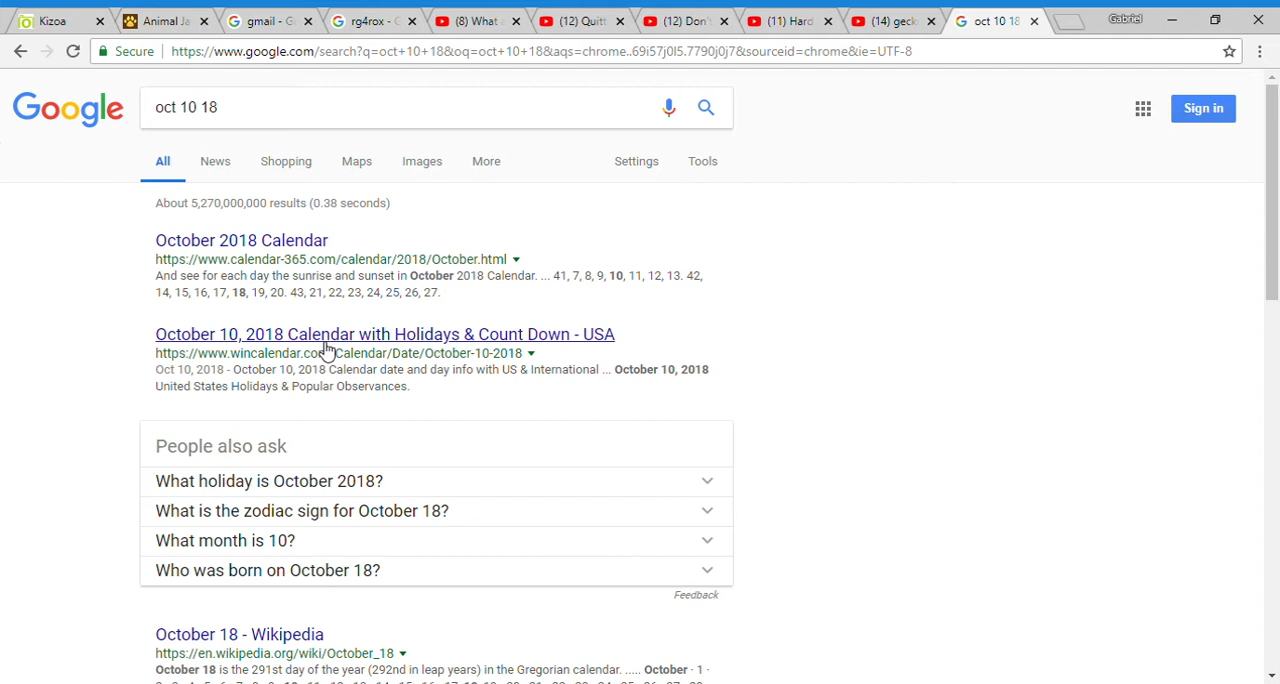 Kizoa
Animal Ja
gmail - G
rg4rox - G
(8) What
(12) Quitt
(12) Don'
(11) Hard
(14) geck
oct 10 18
Gabriel
Secure
https://www.google.com/search?q=oct+10+18&oq=oct+10+18&aqs=chrome..69i57j0l5.7790j0j7&sourceid=chrome&ie=UTF-8
Google
oct 10 18
Sign in
All News Shopping Maps Images More Settings Tools
About 5,270,000,000 results (0.38 seconds)
October 2018 Calendar
https://www.calendar-365.com/calendar/2018/October.html
And see for each day the sunrise and sunset in October 2018 Calendar. ... 41, 7, 8, 9, 10, 11, 12, 13. 42,
14, 15, 16, 17, 18, 19, 20. 43, 21, 22, 23, 24, 25, 26, 27.
October 10, 2018 Calendar with Holidays & Count Down - USA
https://www.wincalendar.co Calendar/Date/October-10-2018
Oct 10, 2018 - October 10, 2018 Calendar date and day info with US & International ... October 10, 2018
United States Holidays & Popular Observances.
People also ask
What holiday is October 2018?
What is the zodiac sign for October 18?
What month is 10?
Who was born on October 18?
Feedback
October 18 - Wikipedia
https://en.wikipedia.org/wiki/October_18
October 18 is the 291st day of the year (292nd in leap years) in the Gregorian calendar. ..... October · 1 ·